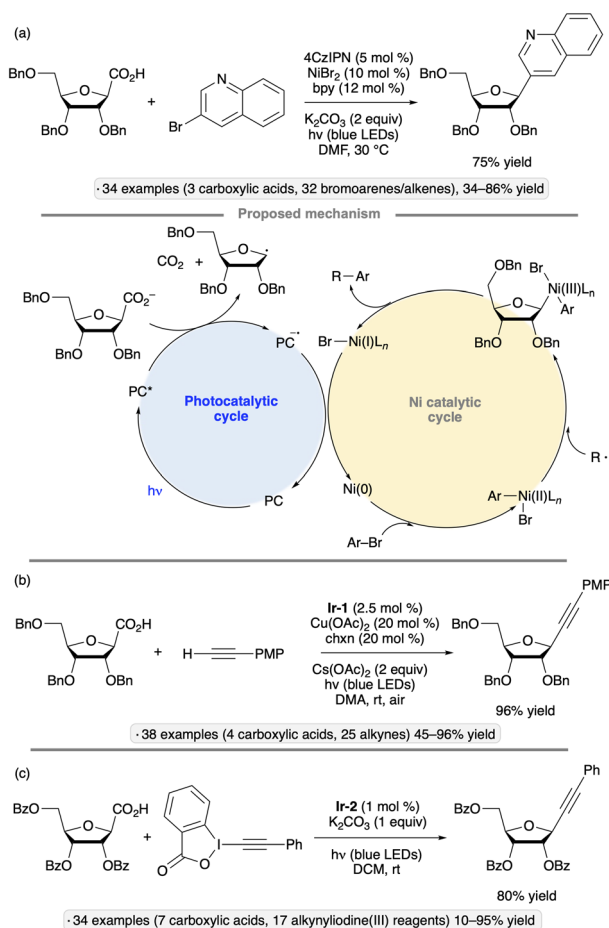 (a)
BnO
O
CO₂H
BnO
OBn
+
N
Br
4CzIPN (5 mol %)
NiBr₂ (10 mol %)
bpy (12 mol %)
K₂CO₃ (2 equiv)
hν (blue LEDs)
DMF, 30 °C
N
BnO
O
BnO
OBn
75% yield
· 34 examples (3 carboxylic acids, 32 bromoarenes/alkenes), 34–86% yield
Proposed mechanism
BnO
O
·
CO₂ +
BnO
OBn
BnO
O
CO₂⁻
BnO
OBn
PC*
PC⁻•
Photocatalytic
cycle
hν
PC
R–Ar
Br–Ni(I)Lₙ
OBn
Br
Ni(III)Lₙ
O
Ar
BnO
OBn
Ni catalytic
cycle
R ·
Ni(0)
Ar–Ni(II)Lₙ
Br
Ar–Br
(b)
BnO
O
CO₂H
BnO
OBn
+
H
PMP
Ir-1 (2.5 mol %)
Cu(OAc)₂ (20 mol %)
chxn (20 mol %)
Cs(OAc)₂ (2 equiv)
hν (blue LEDs)
DMA, rt, air
PMP
BnO
O
BnO
OBn
96% yield
· 38 examples (4 carboxylic acids, 25 alkynes) 45–96% yield
(c)
BzO
O
CO₂H
BzO
OBz
+
I
Ph
O
O
Ir-2 (1 mol %)
K₂CO₃ (1 equiv)
hν (blue LEDs)
DCM, rt
Ph
BzO
O
BzO
OBz
80% yield
· 34 examples (7 carboxylic acids, 17 alkynyliodine(III) reagents) 10–95% yield